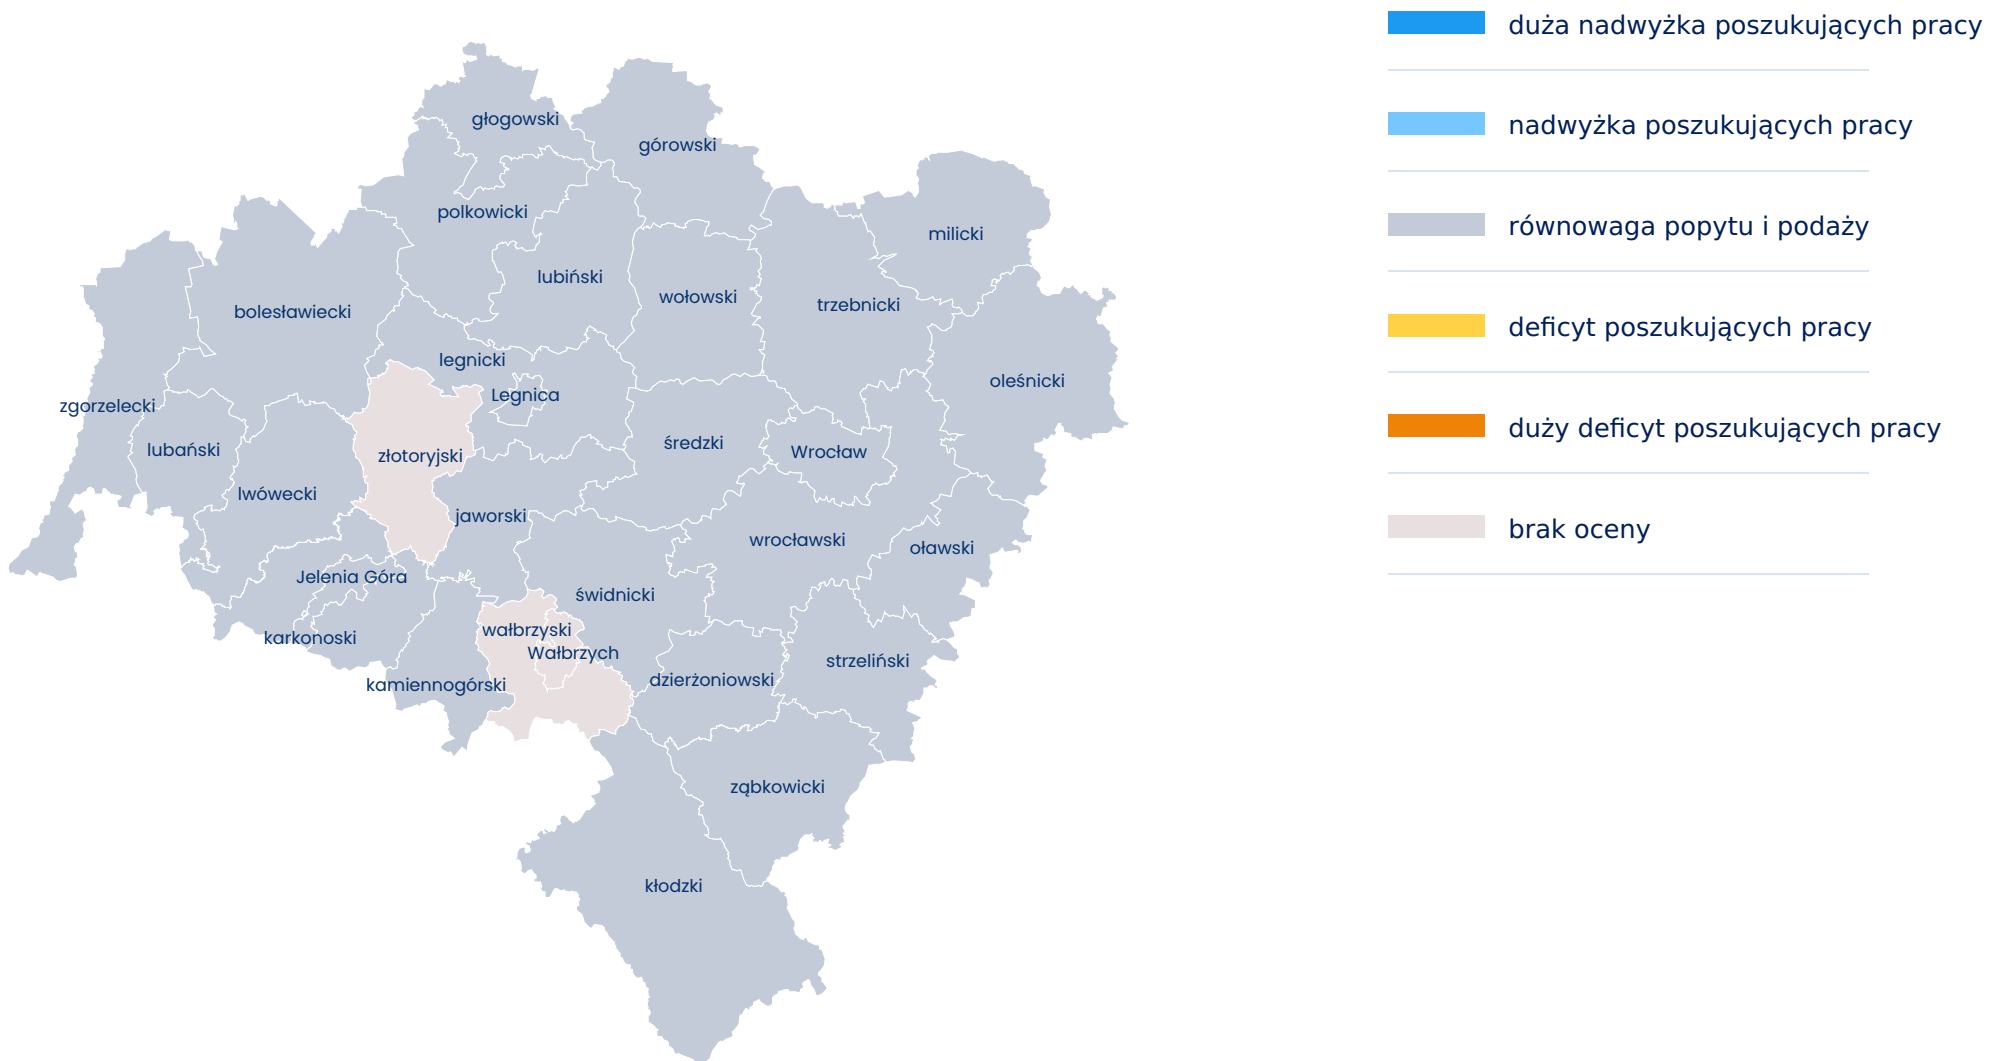 głogowski
górowski
polkowicki
milicki
lubiński
wołowski
trzebnicki
bolesławiecki
legnicki
oleśnicki
Legnica
zgorzelecki
średzki
lubański
Wrocław
złotoryjski
lwówecki
jaworski
wrocławski
oławski
Jelenia Góra
świdnicki
wałbrzyski
karkonoski
Wałbrzych
strzeliński
dzierżoniowski
kamiennogórski
ząbkowicki
kłodzki
duża nadwyżka poszukujących pracy
nadwyżka poszukujących pracy
równowaga popytu i podaży
deficyt poszukujących pracy
duży deficyt poszukujących pracy
brak oceny